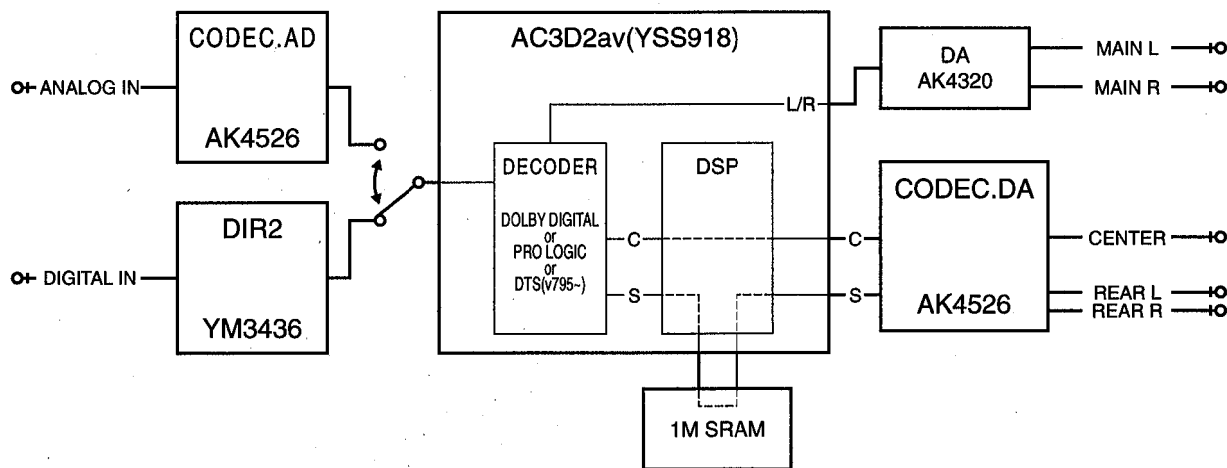 CODEC.AD
AK4526
ANALOG IN
DIR2
YM3436
DIGITAL IN
AC3D2av(YSS918)
L/R
DECODER
DOLBY DIGITAL
or
PRO LOGIC
or
DTS(v795~)
DSP
C
S
C
S
1M SRAM
DA
AK4320
MAIN L
MAIN R
CODEC.DA
AK4526
CENTER
REAR L
REAR R